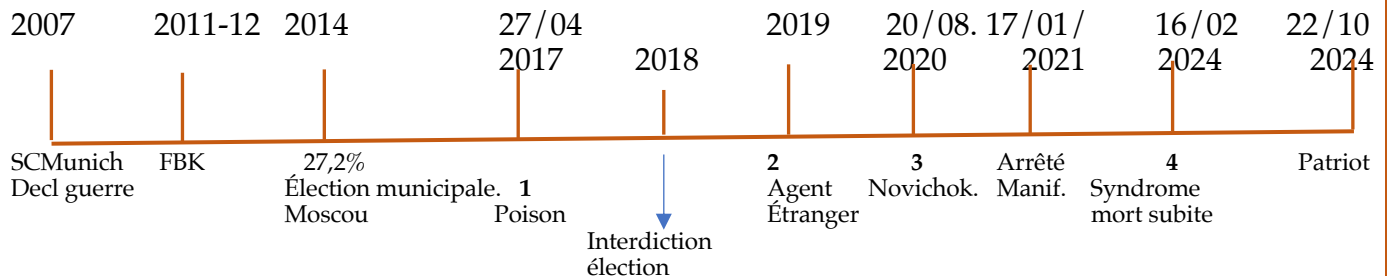 2007 2011-12 2014 27/04 2019 20/08. 17/01/ 16/02 22/10
2017 2018 2020 2021 2024 2024
SCMunich FBK 27,2% 2 3 Arrêté 4 Patriot
Decl guerre Élection municipale. 1 Agent Novichok. Manif. Syndrome
Moscou Poison Étranger mort subite
Interdiction
élection